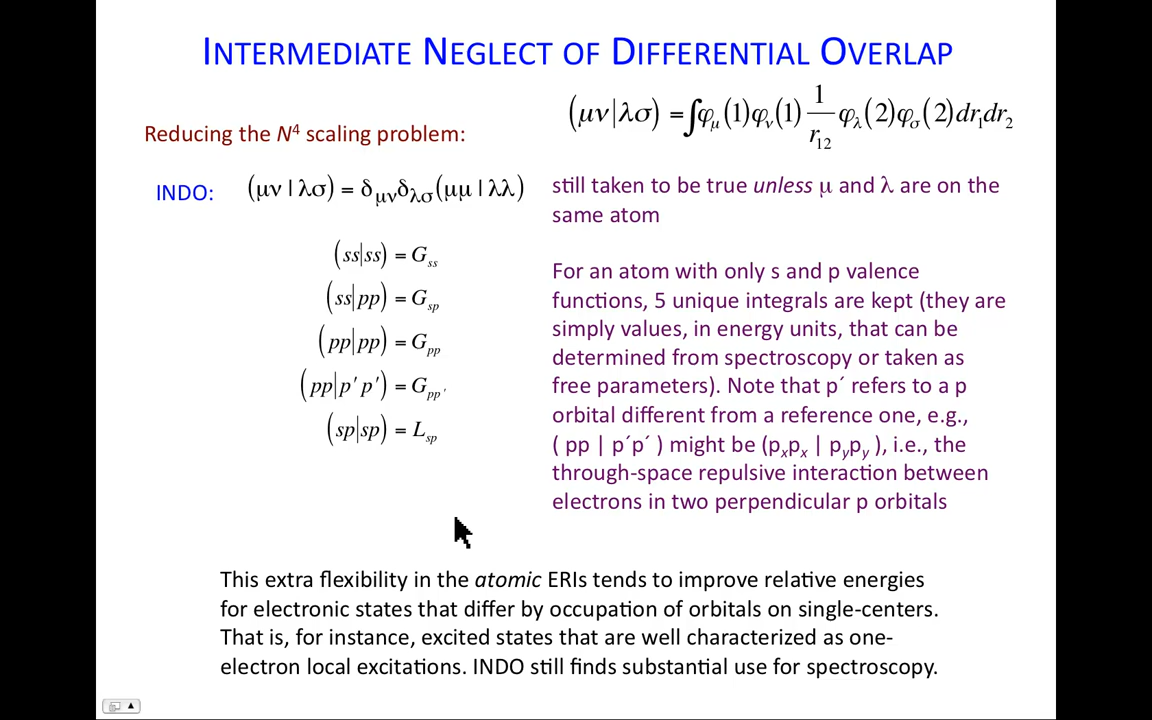 INTERMEDIATE NEGLECT OF DIFFERENTIAL OVERLAP
(μν|λσ) = ∫φμ(1)φν(1) 1/r12 φλ(2)φσ(2)dr1dr2
Reducing the N⁴ scaling problem:
INDO: (μν | λσ) = δμνδλσ(μμ | λλ)
still taken to be true unless μ and λ are on the
same atom
(ss|ss) = Gss
(ss|pp) = Gsp
(pp|pp) = Gpp
(pp|p'p') = Gpp'
(sp|sp) = Lsp
For an atom with only s and p valence
functions, 5 unique integrals are kept (they are
simply values, in energy units, that can be
determined from spectroscopy or taken as
free parameters). Note that p´ refers to a p
orbital different from a reference one, e.g.,
( pp | p´p´ ) might be (pxpx | pypy ), i.e., the
through-space repulsive interaction between
electrons in two perpendicular p orbitals
This extra flexibility in the atomic ERIs tends to improve relative energies
for electronic states that differ by occupation of orbitals on single-centers.
That is, for instance, excited states that are well characterized as one-
electron local excitations. INDO still finds substantial use for spectroscopy.